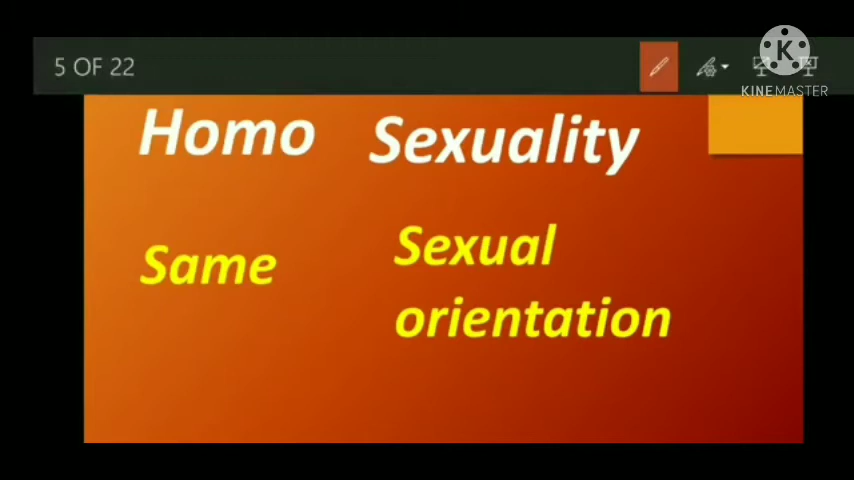 5 OF 22
K
KINEMASTER
Homo Sexuality
Same Sexual
orientation